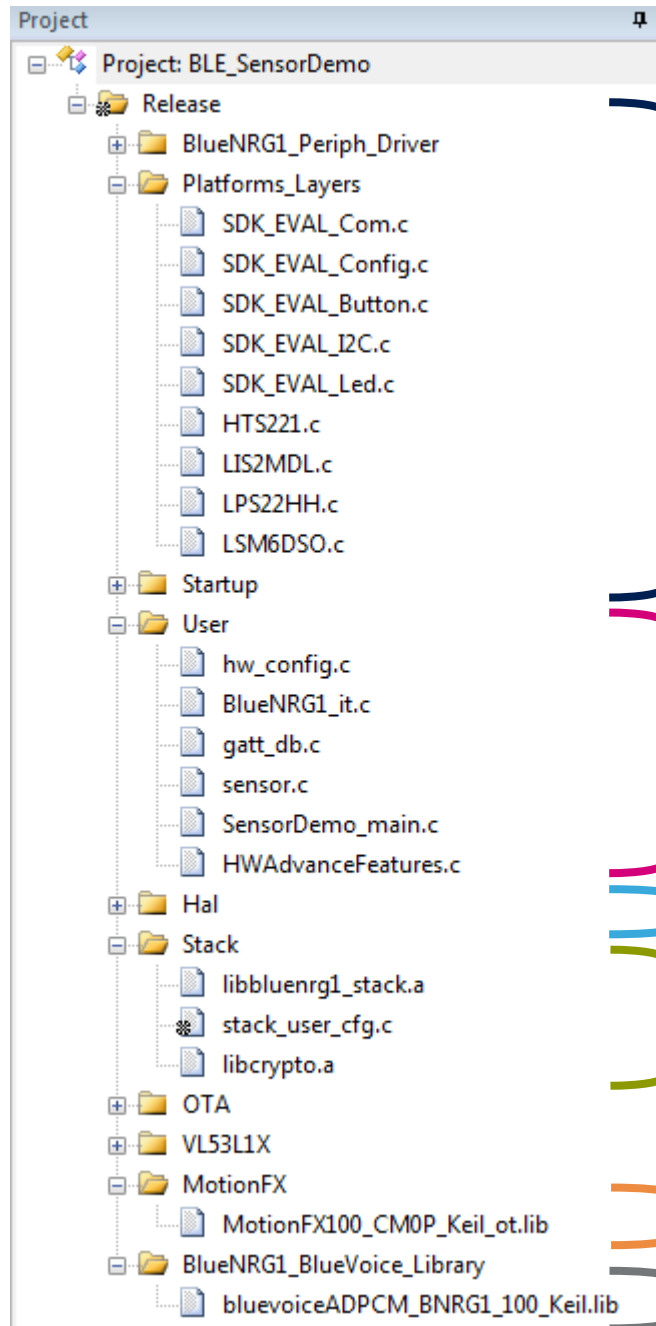 Project
Project: BLE_SensorDemo
Release
BlueNRG1_Periph_Driver
Platforms_Layers
SDK_EVAL_Com.c
SDK_EVAL_Config.c
SDK_EVAL_Button.c
SDK_EVAL_I2C.c
SDK_EVAL_Led.c
HTS221.c
LIS2MDL.c
LPS22HH.c
LSM6DSO.c
Startup
User
hw_config.c
BlueNRG1_it.c
gatt_db.c
sensor.c
SensorDemo_main.c
HWAdvanceFeatures.c
Hal
Stack
libbluenrg1_stack.a
stack_user_cfg.c
libcrypto.a
OTA
VL53L1X
MotionFX
MotionFX100_CM0P_Keil_ot.lib
BlueNRG1_BlueVoice_Library
bluevoiceADPCM_BNRG1_100_Keil.lib